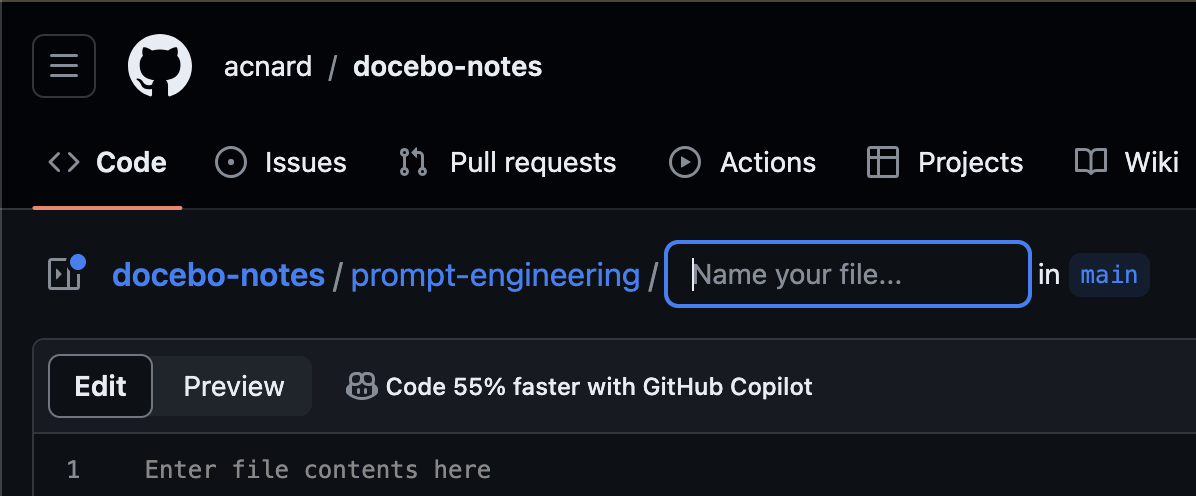 acnard / docebo-notes
Code Issues Pull requests Actions Projects Wiki
docebo-notes / prompt-engineering / Name your file... in main
Edit Preview Code 55% faster with GitHub Copilot
1 Enter file contents here